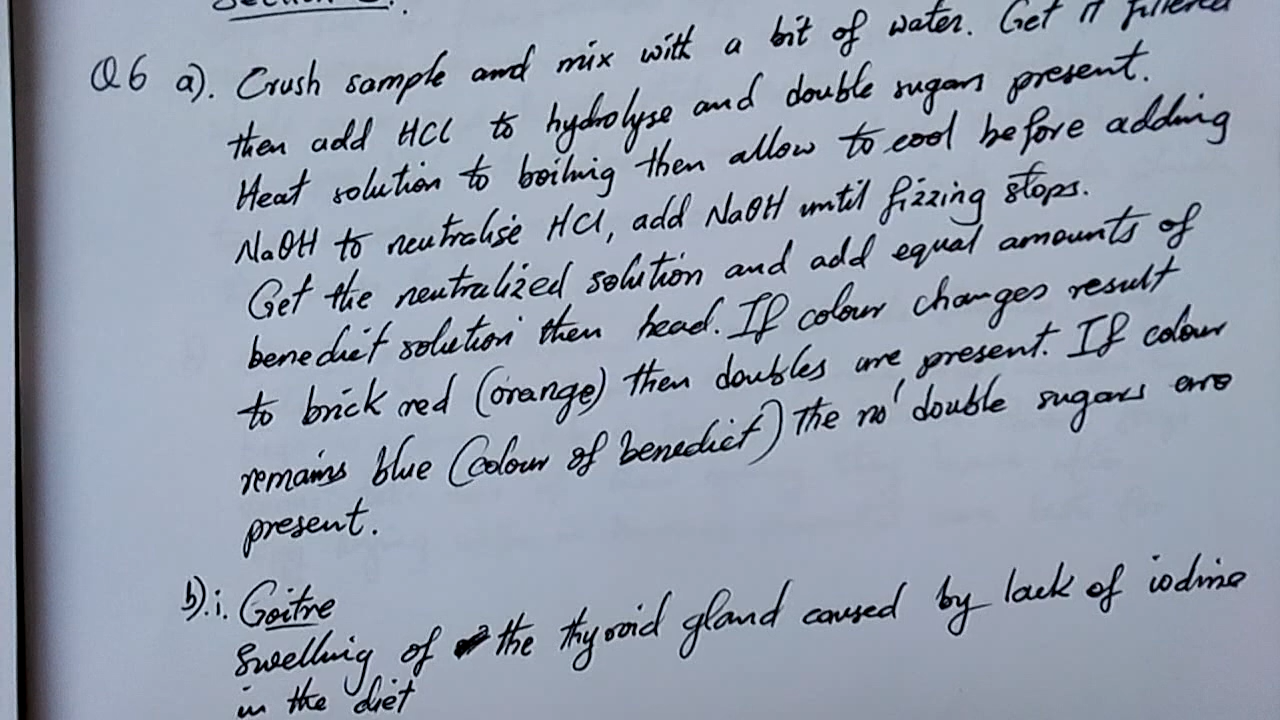 Section
Q6 a). Crush sample and mix with a bit of water. Get it filtered
then add HCl to hydrolyse and double sugars present.
Heat solution to boiling then allow to cool before adding
NaOH to neutralise HCl, add NaOH until fizzing stops.
Get the neutralized solution and add equal amounts of
benedict solution then head. If colour changes result
to brick red (orange) then doubles are present. If colour
remains blue (colour of benedict) the no' double sugars are
present.
b).i. Goitre
Swelling of the thyroid gland caused by lack of iodine
in the diet